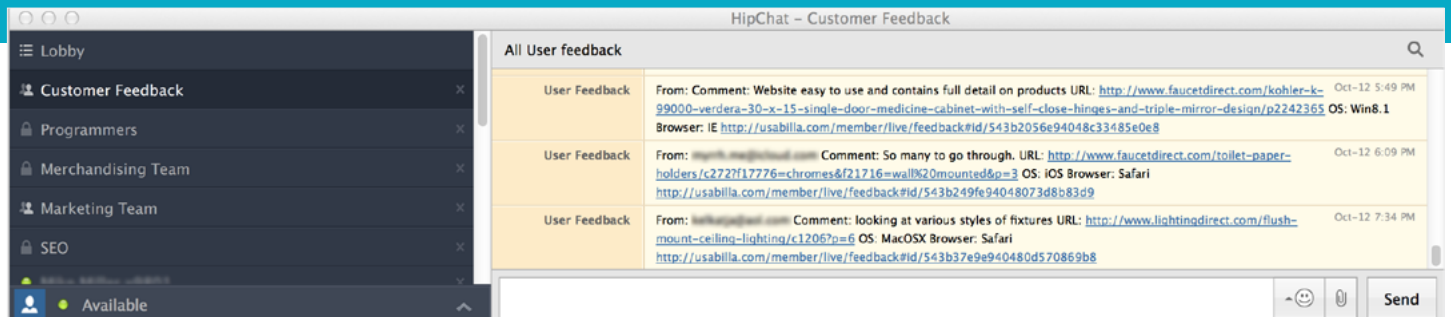 HipChat – Customer Feedback
Lobby
Customer Feedback
Programmers
Merchandising Team
Marketing Team
SEO
Available
All User feedback
User Feedback
From: Comment: Website easy to use and contains full detail on products URL: http://www.faucetdirect.com/kohler-k-
99000-verdera-30-x-15-single-door-medicine-cabinet-with-self-close-hinges-and-triple-mirror-design/p2242365 OS: Win8.1
Browser: IE http://usabilla.com/member/live/feedback#id/543b2056e94048c33485e0e8
Oct-12 5:49 PM
User Feedback
From: Comment: So many to go through. URL: http://www.faucetdirect.com/toilet-paper-
holders/c272?f17776=chromes&f21716=wall%20mounted&p=3 OS: iOS Browser: Safari
http://usabilla.com/member/live/feedback#id/543b249fe94048073d8b83d9
Oct-12 6:09 PM
User Feedback
From: Comment: looking at various styles of fixtures URL: http://www.lightingdirect.com/flush-
mount-ceiling-lighting/c1206?p=6 OS: MacOSX Browser: Safari
http://usabilla.com/member/live/feedback#id/543b37e9e940480d570869b8
Oct-12 7:34 PM
Send